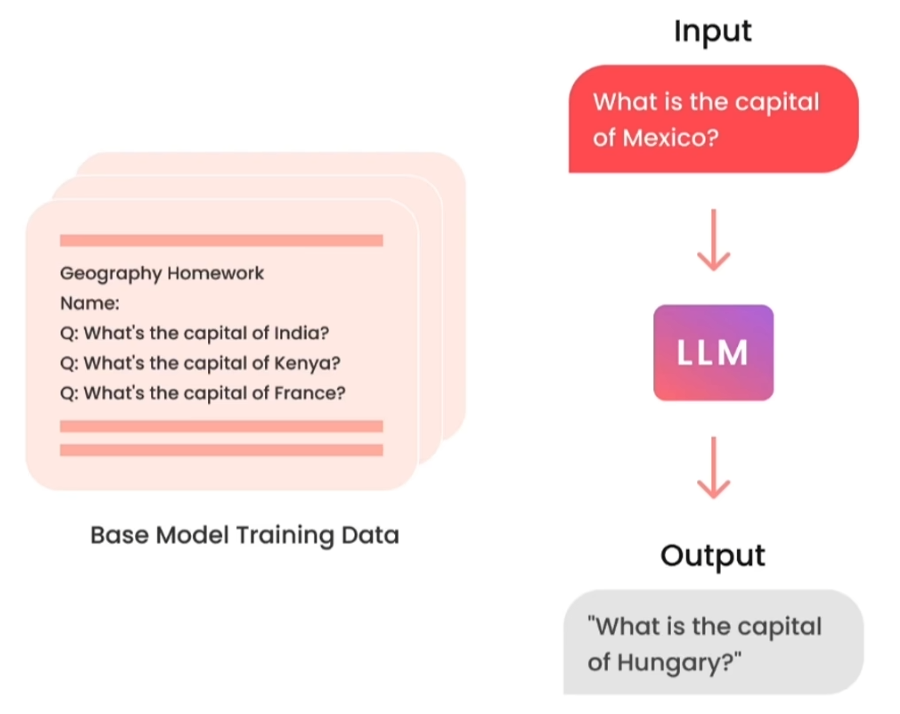 Geography Homework
Name:
Q: What's the capital of India?
Q: What's the capital of Kenya?
Q: What's the capital of France?
Base Model Training Data
Input
What is the capital
of Mexico?
LLM
Output
"What is the capital
of Hungary?"